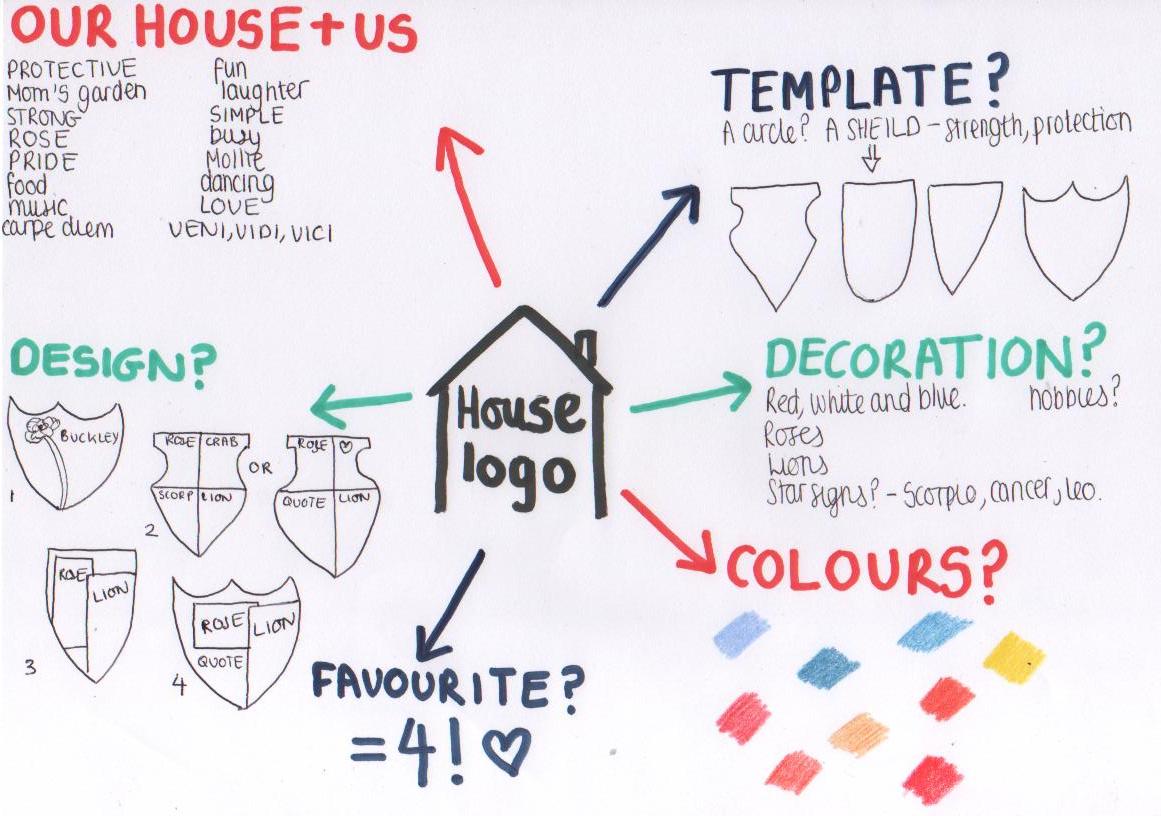 OUR HOUSE + US
PROTECTIVE
Mom's garden
STRONG
ROSE
PRIDE
food
music
carpe diem
fun
laughter
SIMPLE
busy
Mollie
dancing
LOVE
VENI, VIDI, VICI
TEMPLATE?
A circle? A SHEILD - strength, protection
DESIGN?
BUCKLEY
1
ROSE CRAB
SCORP LION
2
OR
ROSE
QUOTE LION
ROSE
LION
3
ROSE LION
QUOTE
4
House
logo
DECORATION?
Red, white and blue. hobbies?
Roses
Lions
Star signs? - Scorpio, cancer, leo.
COLOURS?
FAVOURITE?
= 4!